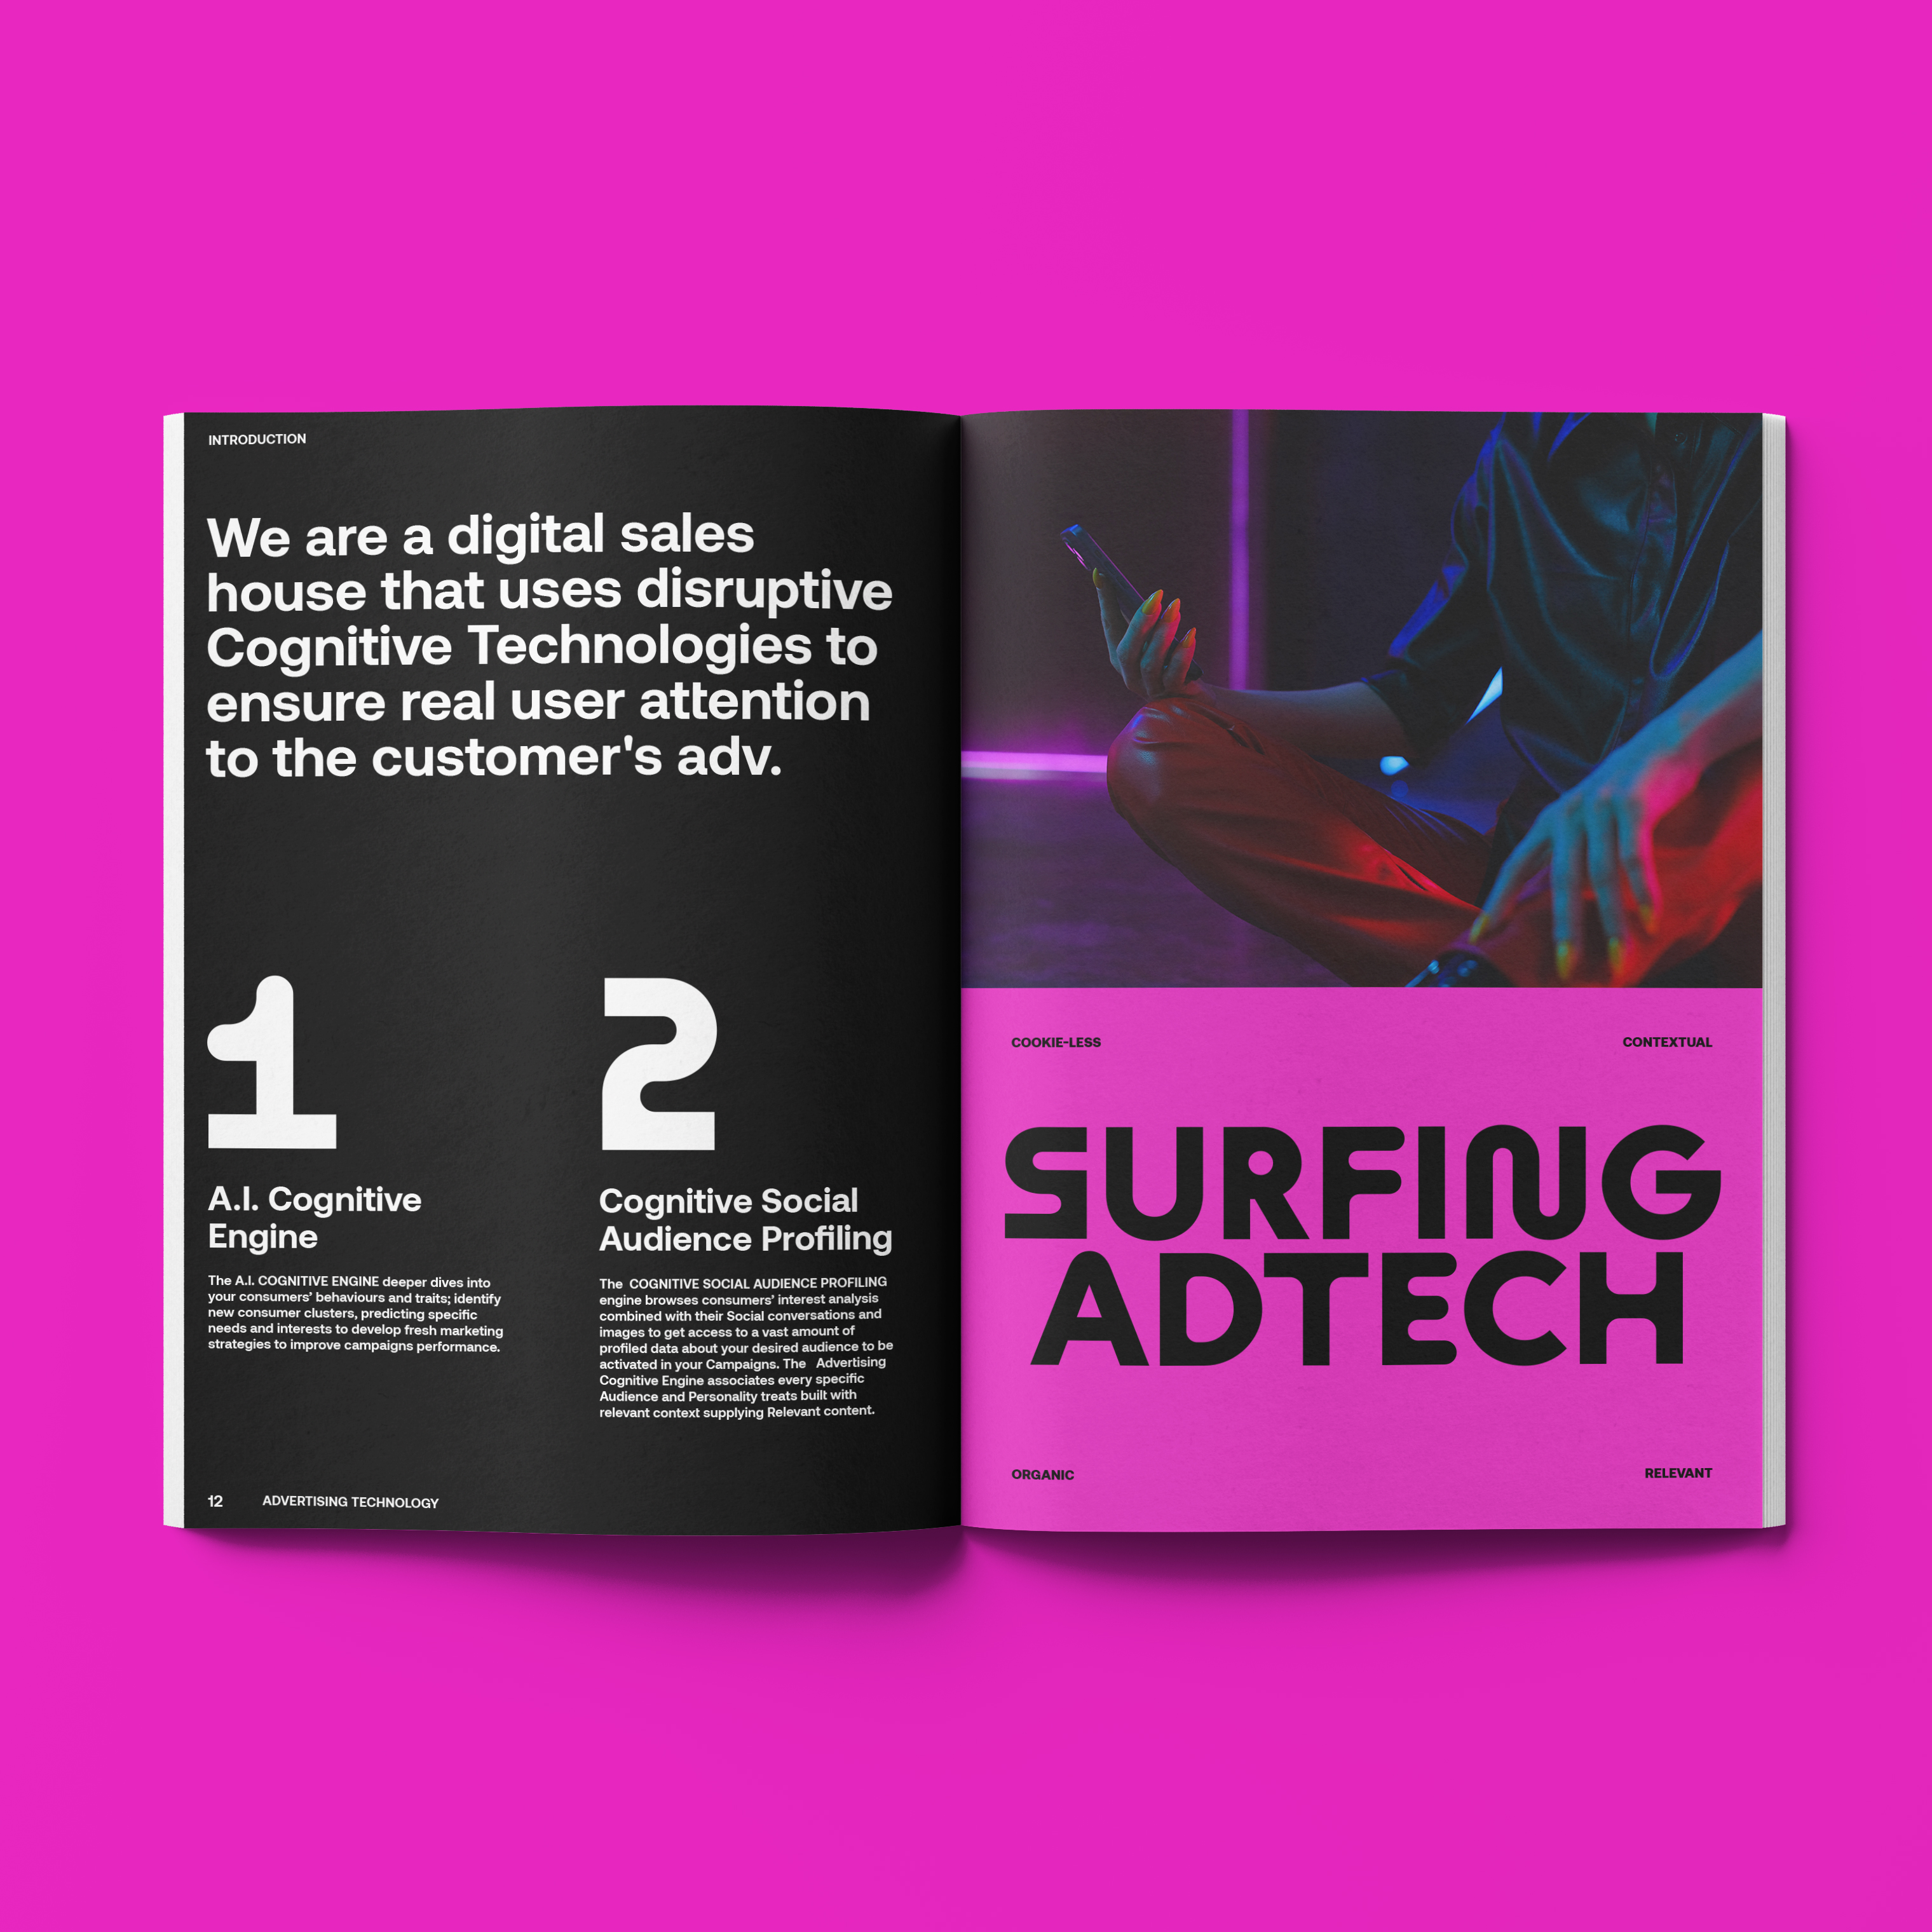 INTRODUCTION
We are a digital sales
house that uses disruptive
Cognitive Technologies to
ensure real user attention
to the customer's adv.
1
A.I. Cognitive
Engine
The A.I. COGNITIVE ENGINE deeper dives into
your consumers’ behaviours and traits; identify
new consumer clusters, predicting specific
needs and interests to develop fresh marketing
strategies to improve campaigns performance.
2
Cognitive Social
Audience Profiling
The COGNITIVE SOCIAL AUDIENCE PROFILING
engine browses consumers’ interest analysis
combined with their Social conversations and
images to get access to a vast amount of
profiled data about your desired audience to be
activated in your Campaigns. The Advertising
Cognitive Engine associates every specific
Audience and Personality treats built with
relevant context supplying Relevant content.
12 ADVERTISING TECHNOLOGY
COOKIE-LESS CONTEXTUAL
SURFING
ADTECH
ORGANIC RELEVANT